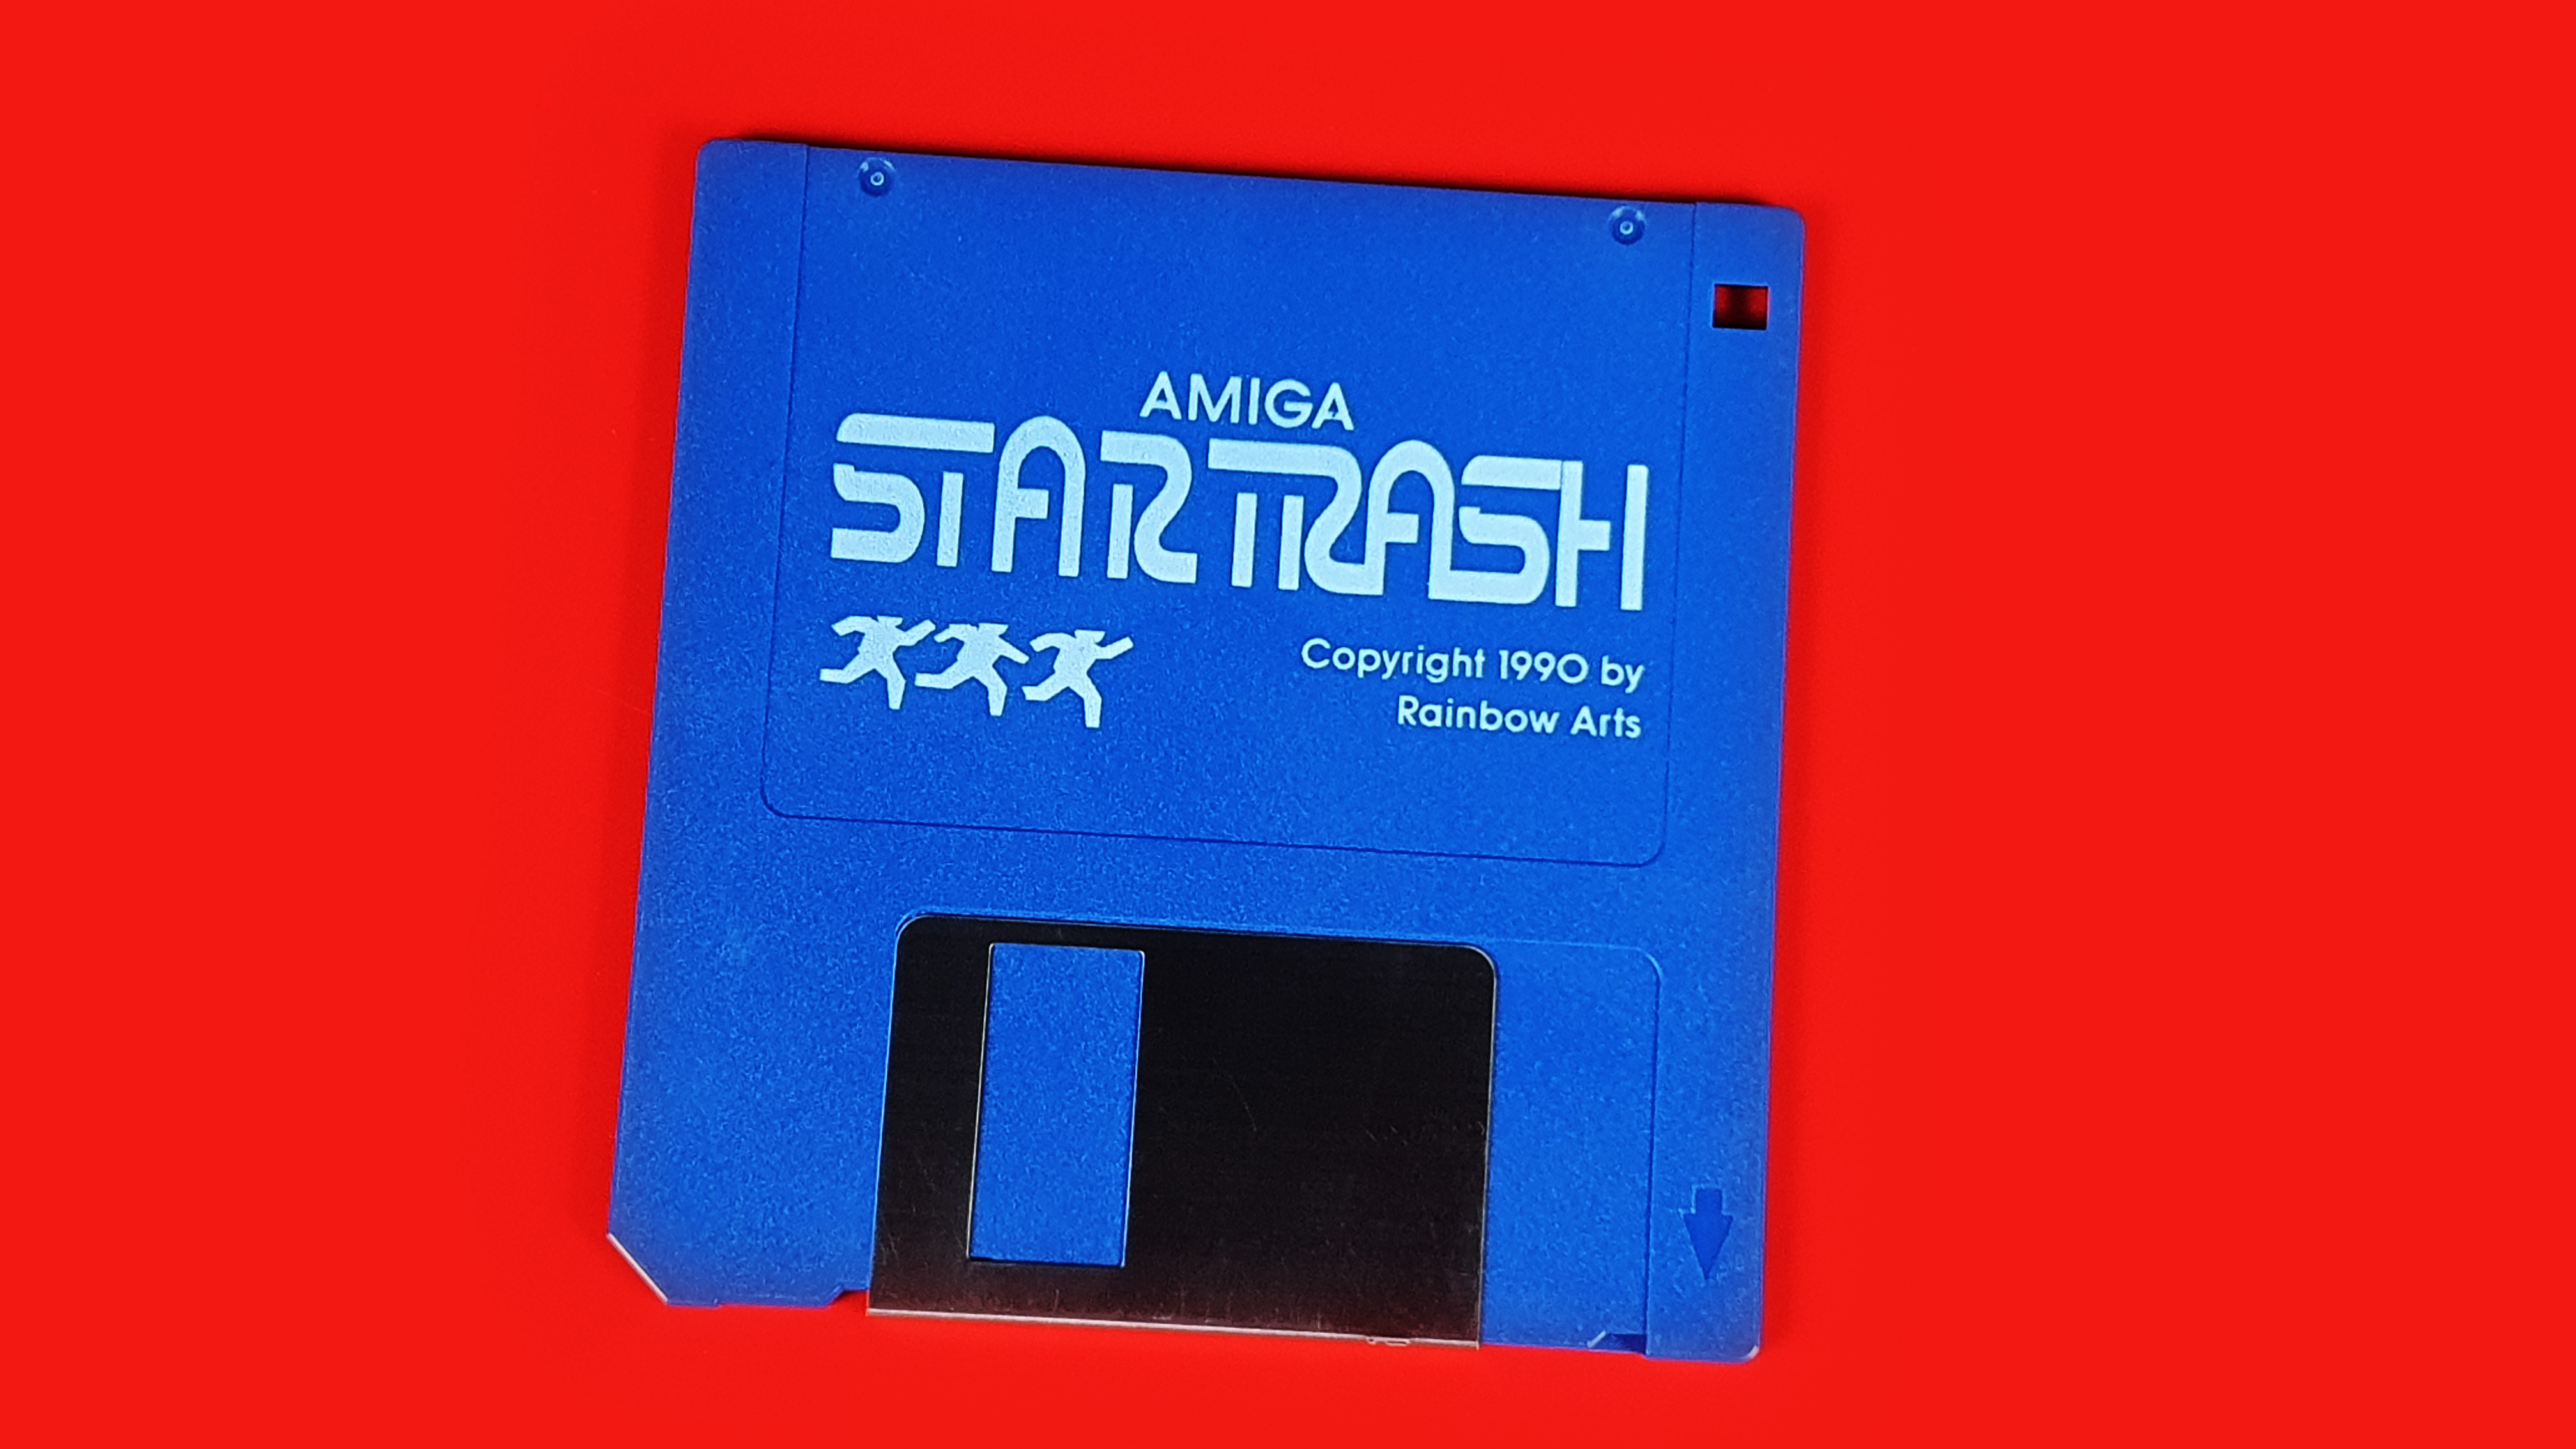 AMIGA
STARTRASH
Copyright 1990 by
Rainbow Arts